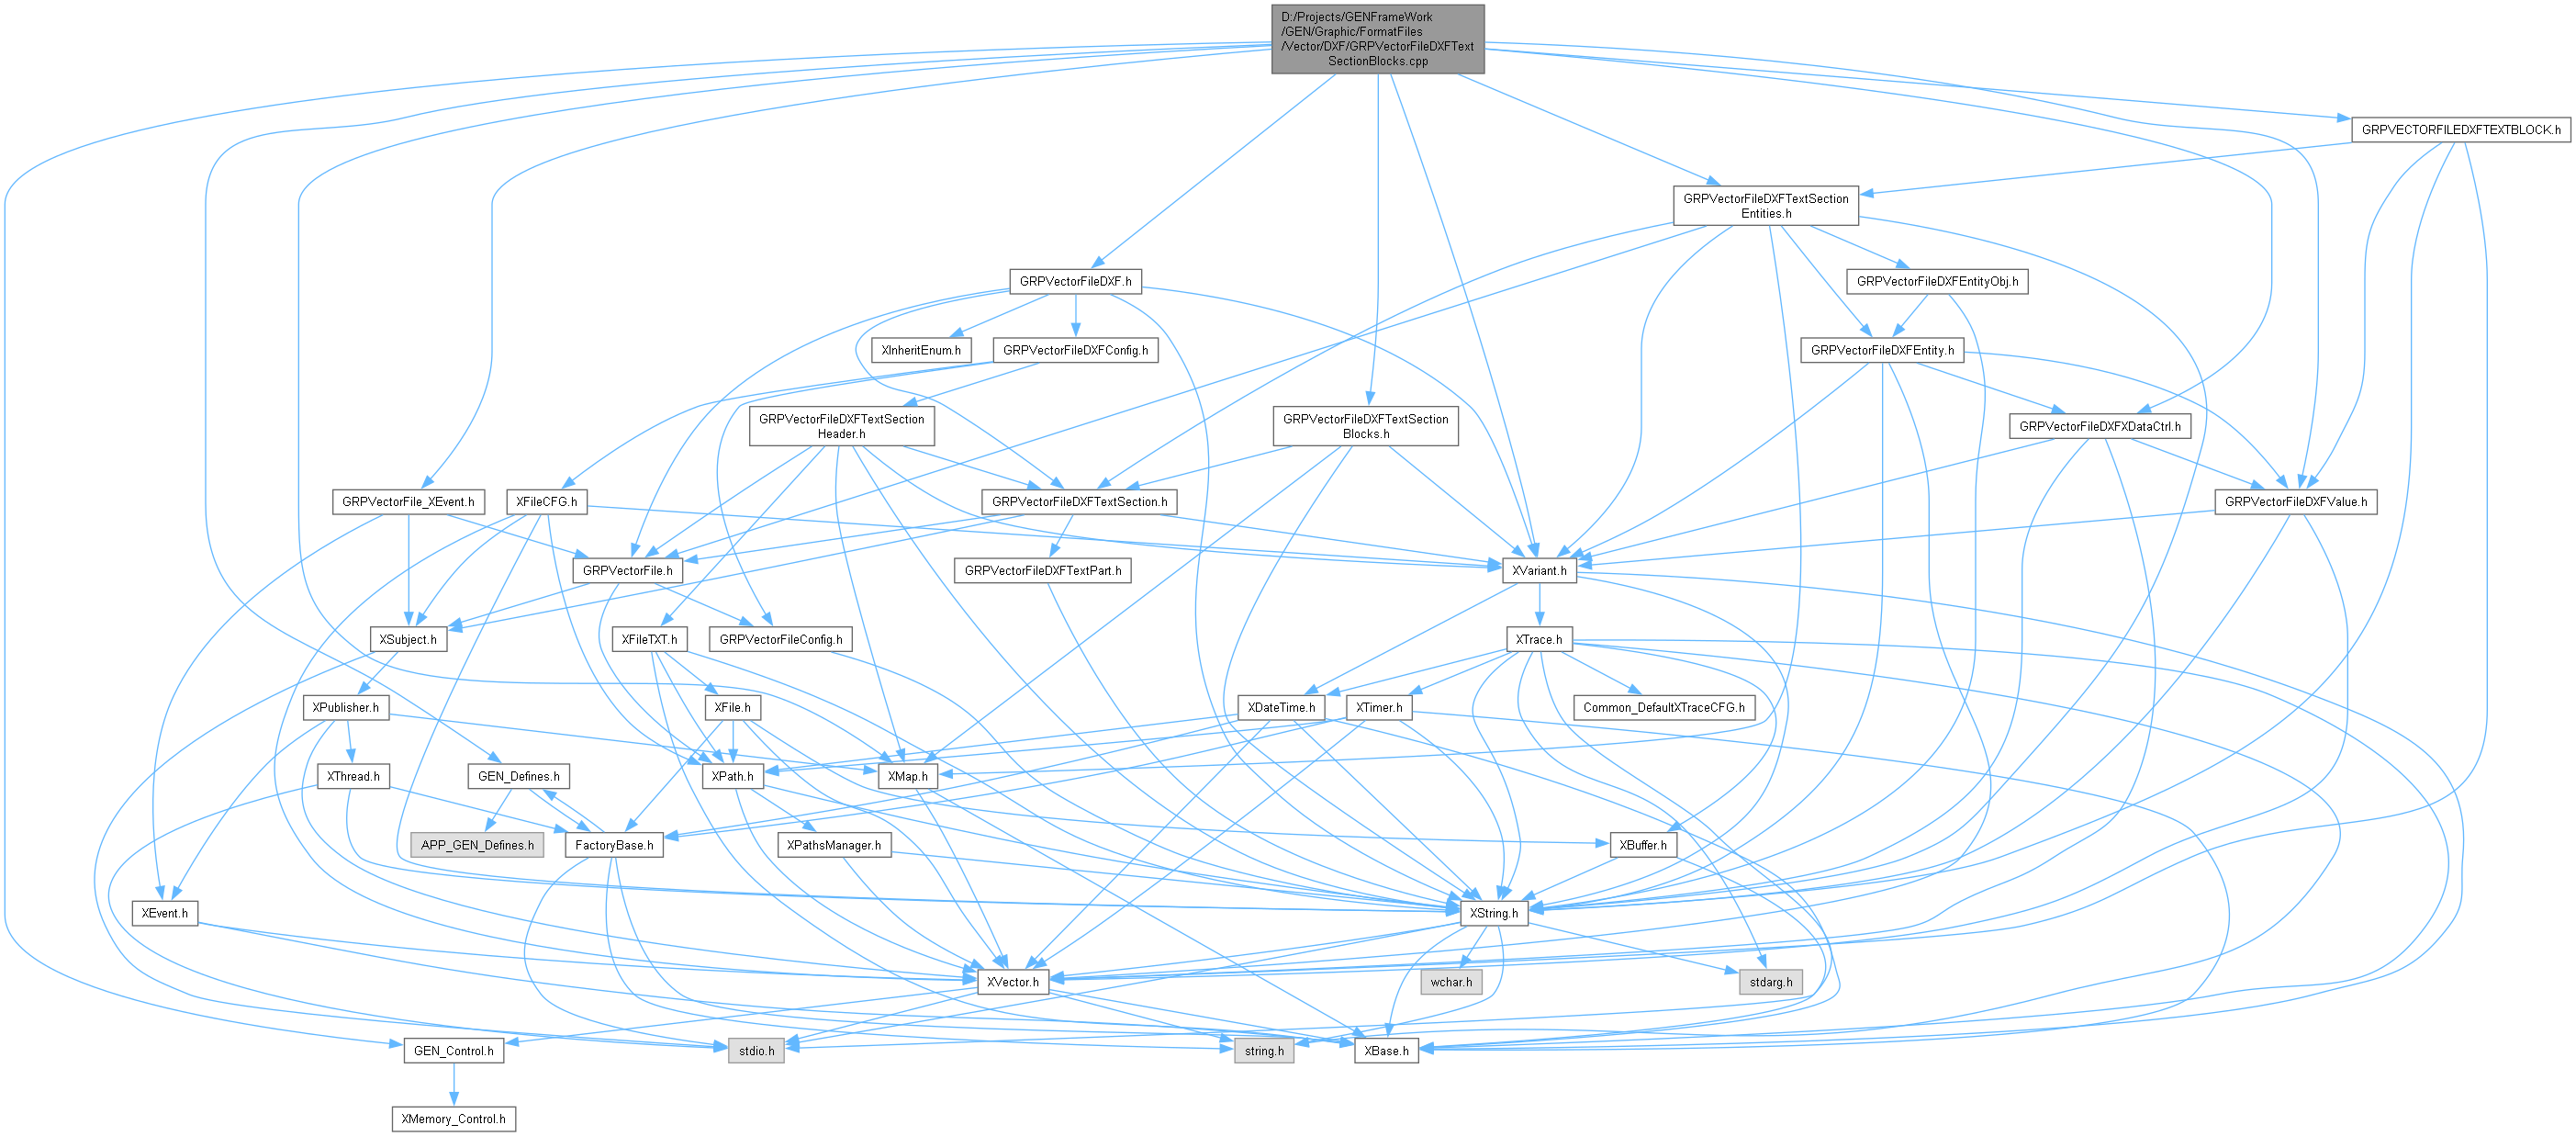 D:/Projects/GENFrameWork
/GEN/Graphic/FormatFiles
/Vector/DXF/GRPVectorFileDXFText
SectionBlocks.cpp
GRPVECTORFILEDXFTEXTBLOCK.h
GRPVectorFileDXFTextSection
Entities.h
GRPVectorFileDXF.h
GRPVectorFileDXFEntityObj.h
XInheritEnum.h
GRPVectorFileDXFConfig.h
GRPVectorFileDXFEntity.h
GRPVectorFileDXFTextSection
Header.h
GRPVectorFileDXFTextSection
Blocks.h
GRPVectorFileDXFXDataCtrl.h
GRPVectorFile_XEvent.h
XFileCFG.h
GRPVectorFileDXFTextSection.h
GRPVectorFileDXFValue.h
GRPVectorFile.h
GRPVectorFileDXFTextPart.h
XVariant.h
XSubject.h
XFileTXT.h
GRPVectorFileConfig.h
XTrace.h
XPublisher.h
XFile.h
XDateTime.h
XTimer.h
Common_DefaultXTraceCFG.h
XThread.h
GEN_Defines.h
XPath.h
XMap.h
APP_GEN_Defines.h
FactoryBase.h
XPathsManager.h
XBuffer.h
XEvent.h
XString.h
XVector.h
wchar.h
stdarg.h
GEN_Control.h
stdio.h
string.h
XBase.h
XMemory_Control.h